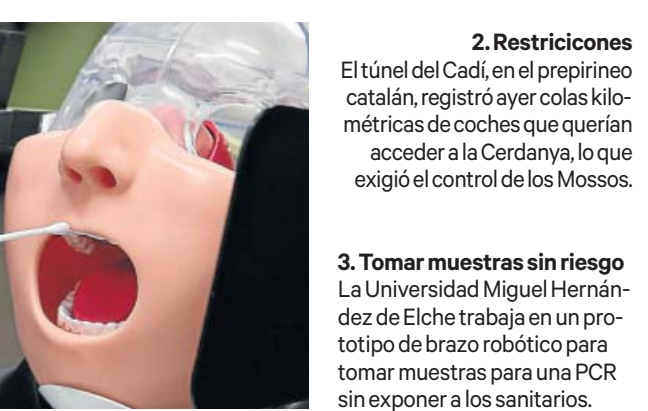 2. Restricicones
El túnel del Cadí, en el prepirineo
catalán, registró ayer colas kilo-
métricas de coches que querían
acceder a la Cerdanya, lo que
exigió el control de los Mossos.
3. Tomar muestras sin riesgo
La Universidad Miguel Hernán-
dez de Elche trabaja en un pro-
totipo de brazo robótico para
tomar muestras para una PCR
sin exponer a los sanitarios.